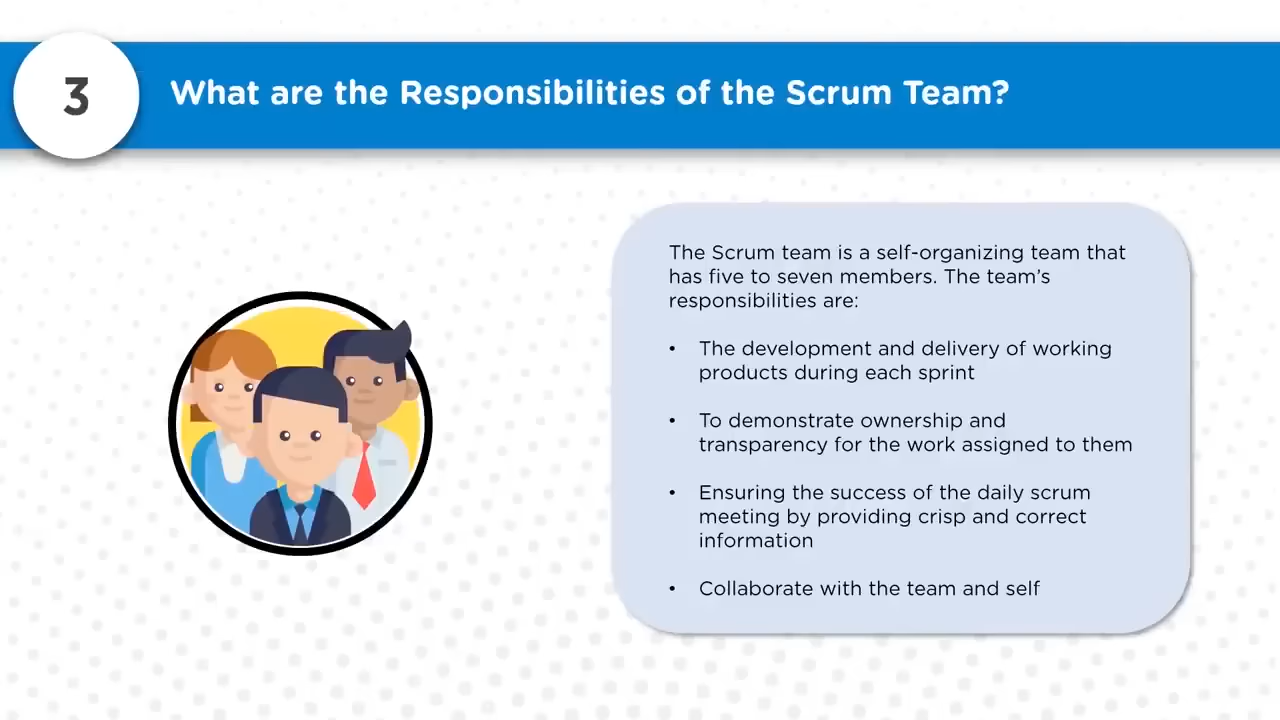 3
What are the Responsibilities of the Scrum Team?
The Scrum team is a self-organizing team that
has five to seven members. The team’s
responsibilities are:
• The development and delivery of working
products during each sprint
• To demonstrate ownership and
transparency for the work assigned to them
• Ensuring the success of the daily scrum
meeting by providing crisp and correct
information
• Collaborate with the team and self